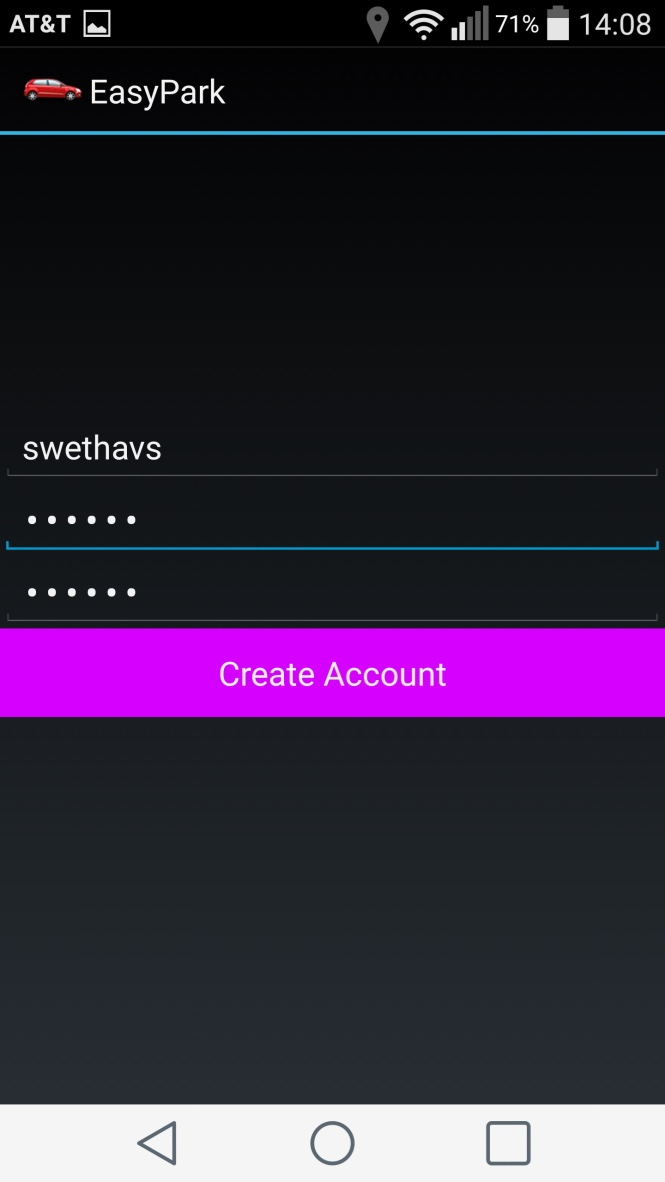 AT&T 71% 14:08
EasyPark
swethavs
••••••
••••••
Create Account